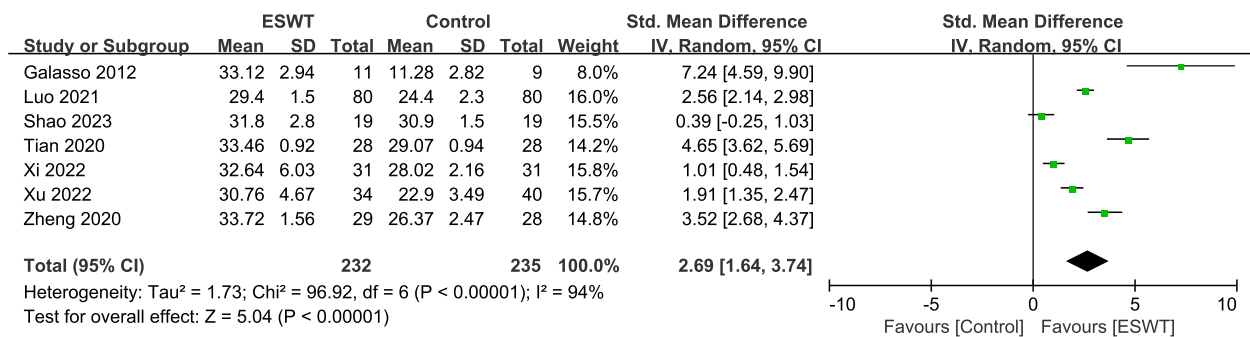 ESWT Control Std. Mean Difference Std. Mean Difference
Study or Subgroup Mean SD Total Mean SD Total Weight IV, Random, 95% CI IV, Random, 95% CI
Galasso 2012 33.12 2.94 11 11.28 2.82 9 8.0% 7.24 [4.59, 9.90]
Luo 2021 29.4 1.5 80 24.4 2.3 80 16.0% 2.56 [2.14, 2.98]
Shao 2023 31.8 2.8 19 30.9 1.5 19 15.5% 0.39 [-0.25, 1.03]
Tian 2020 33.46 0.92 28 29.07 0.94 28 14.2% 4.65 [3.62, 5.69]
Xi 2022 32.64 6.03 31 28.02 2.16 31 15.8% 1.01 [0.48, 1.54]
Xu 2022 30.76 4.67 34 22.9 3.49 40 15.7% 1.91 [1.35, 2.47]
Zheng 2020 33.72 1.56 29 26.37 2.47 28 14.8% 3.52 [2.68, 4.37]
Total (95% CI) 232 235 100.0% 2.69 [1.64, 3.74]
Heterogeneity: Tau² = 1.73; Chi² = 96.92, df = 6 (P < 0.00001); I² = 94%
Test for overall effect: Z = 5.04 (P < 0.00001)
-10 -5 0 5 10
Favours [Control] Favours [ESWT]